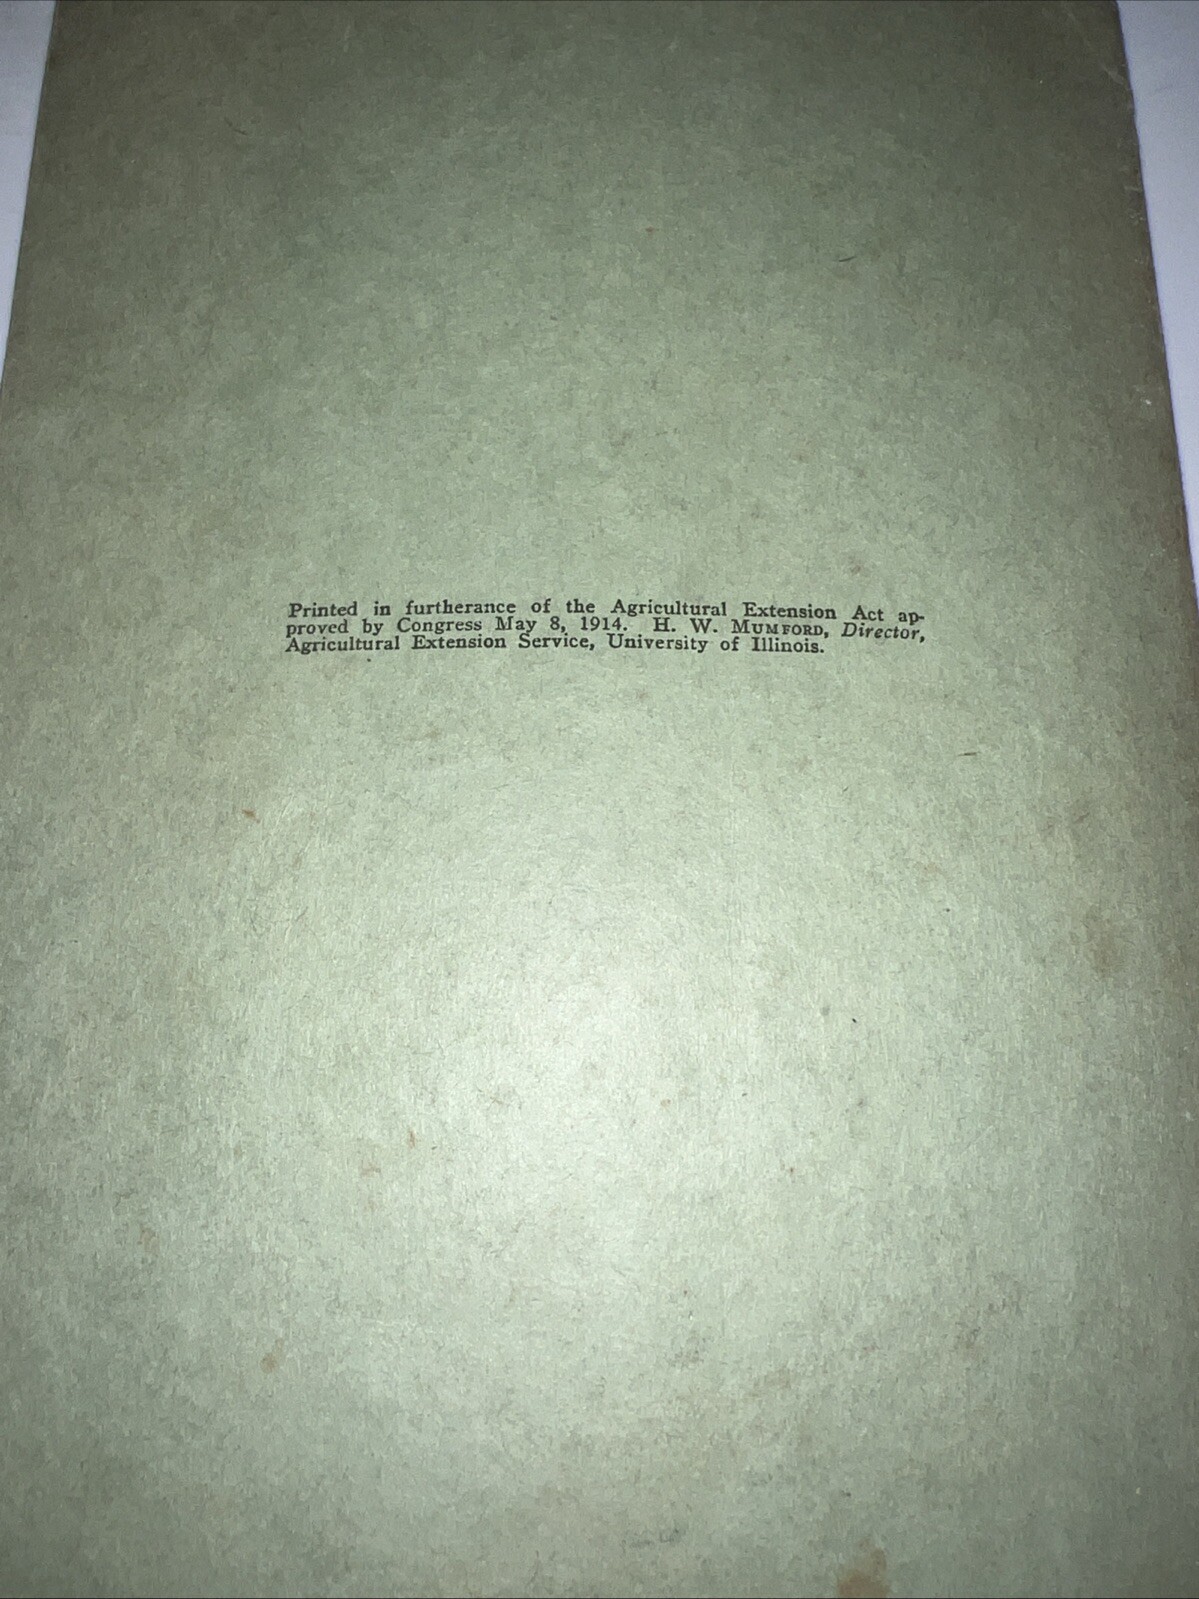 Printed in furtherance of the Agricultural Extension Act ap-
proved by Congress May 8, 1914. H. W. MUMFORD, Director,
Agricultural Extension Service, University of Illinois.